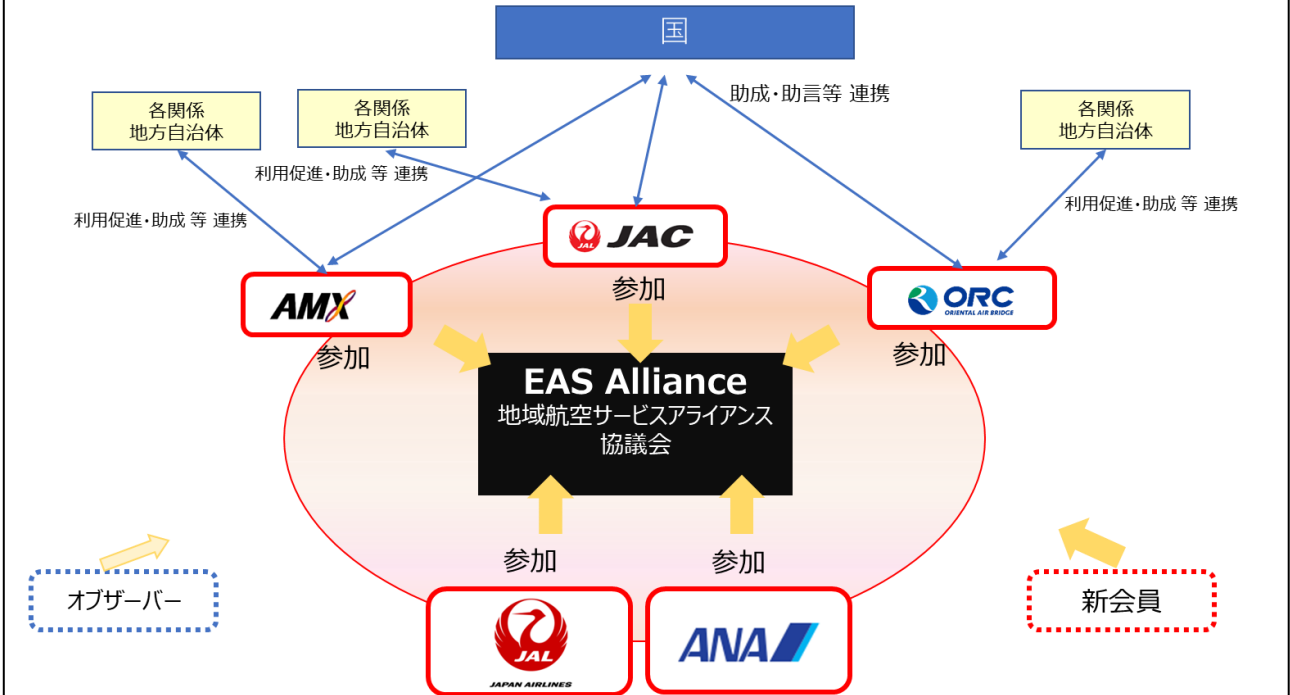 国
各関係
地方自治体
各関係
地方自治体
助成・助言等 連携
各関係
地方自治体
利用促進・助成 等 連携
利用促進・助成 等 連携
利用促進・助成 等 連携
JAL JAC
参加
AMX
参加
ORC
ORIENTAL AIR BRIDGE
参加
EAS Alliance
地域航空サービスアライアンス
協議会
参加
参加
オブザーバー
新会員
JAL
JAPAN AIRLINES
ANA